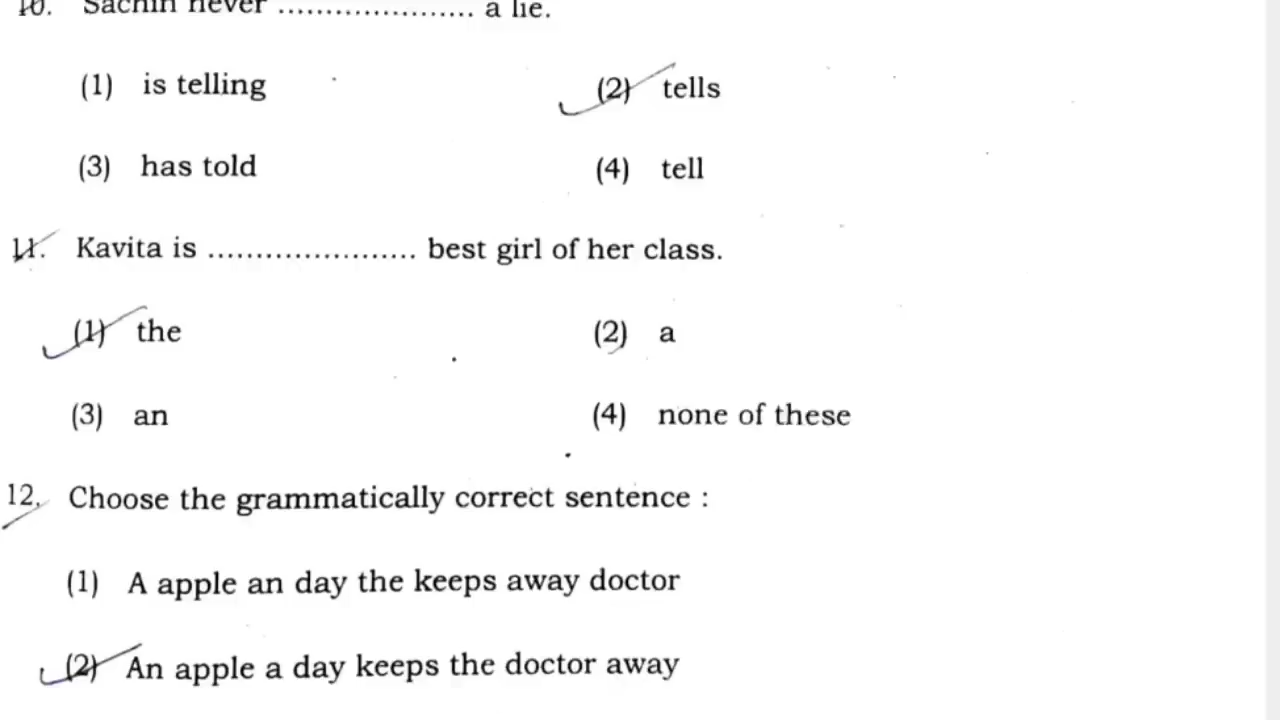 10. Sachin never ..................... a lie.
(1) is telling (2) tells
(3) has told (4) tell
11. Kavita is ...................... best girl of her class.
(1) the (2) a
(3) an (4) none of these
12. Choose the grammatically correct sentence :
(1) A apple an day the keeps away doctor
(2) An apple a day keeps the doctor away